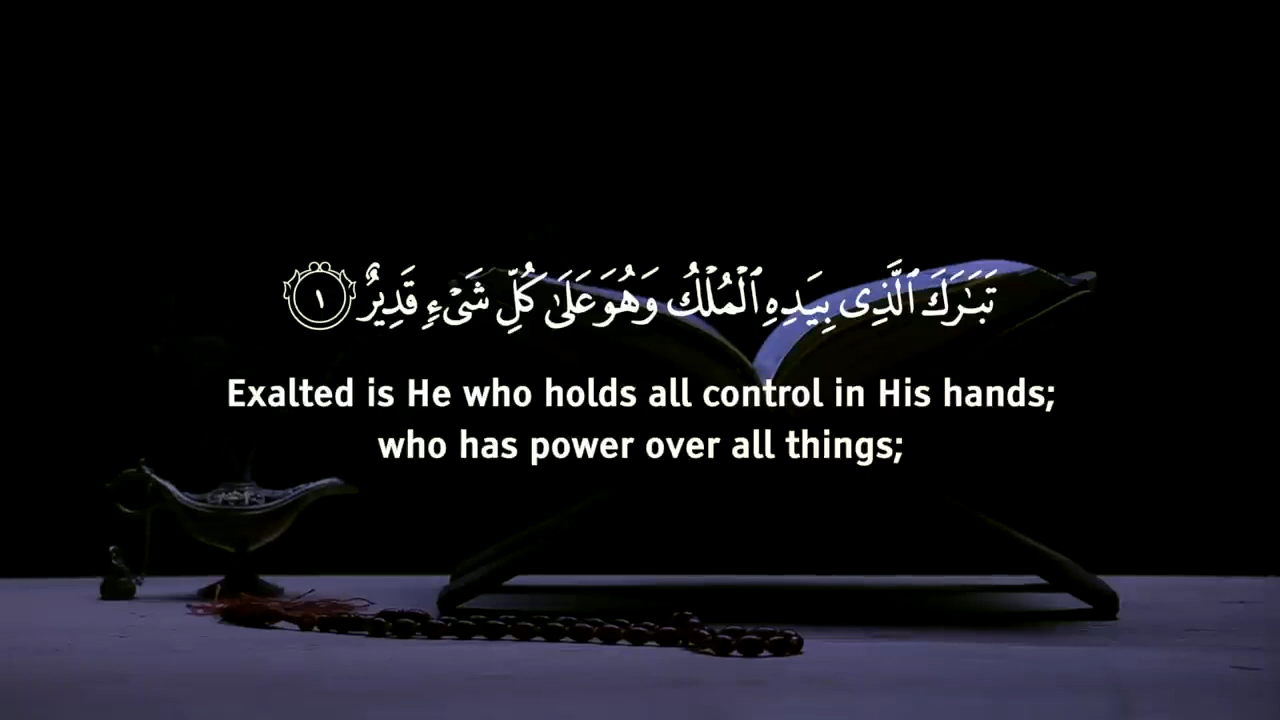 تَبَـٰرَكَ ٱلَّذِى بِيَدِهِ ٱلْمُلْكُ وَهُوَ عَلَىٰ كُلِّ شَىْءٍ قَدِيرٌ ١
Exalted is He who holds all control in His hands;
who has power over all things;